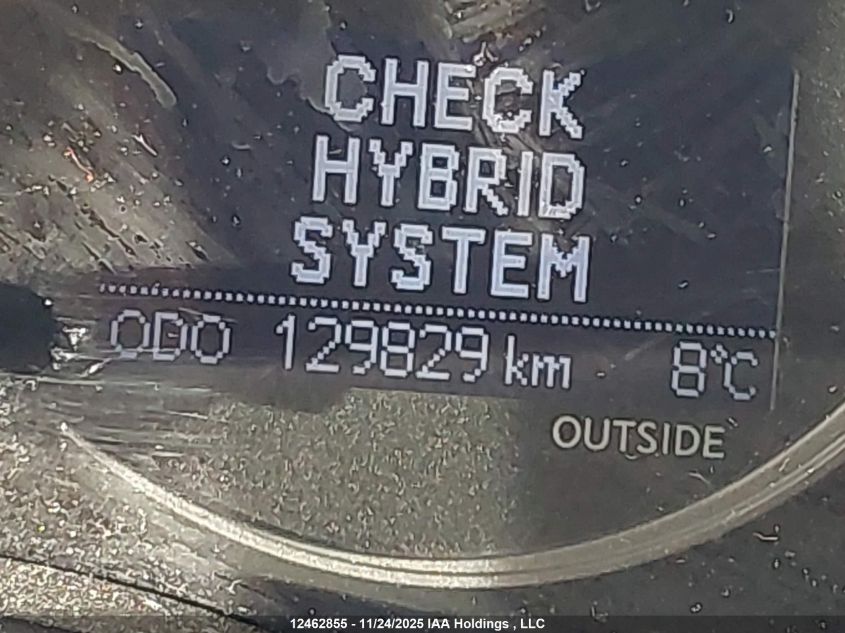 CHECK
HYBRID
SYSTEM
ODO 129829 km 8°C
OUTSIDE
12462855 - 11/24/2025 IAA Holdings , LLC